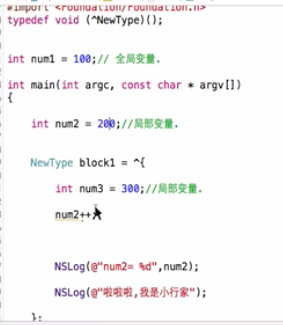 #import <Foundation/Foundation.h>
typedef void (^NewType)();
int num1 = 100;// 全局变量.
int main(int argc, const char * argv[])
{
int num2 = 200;//局部变量.
NewType block1 = ^{
int num3 = 300;//局部变量.
num2++;
NSLog(@"num2= %d",num2);
NSLog(@"啦啦啦,我是小行家");
};